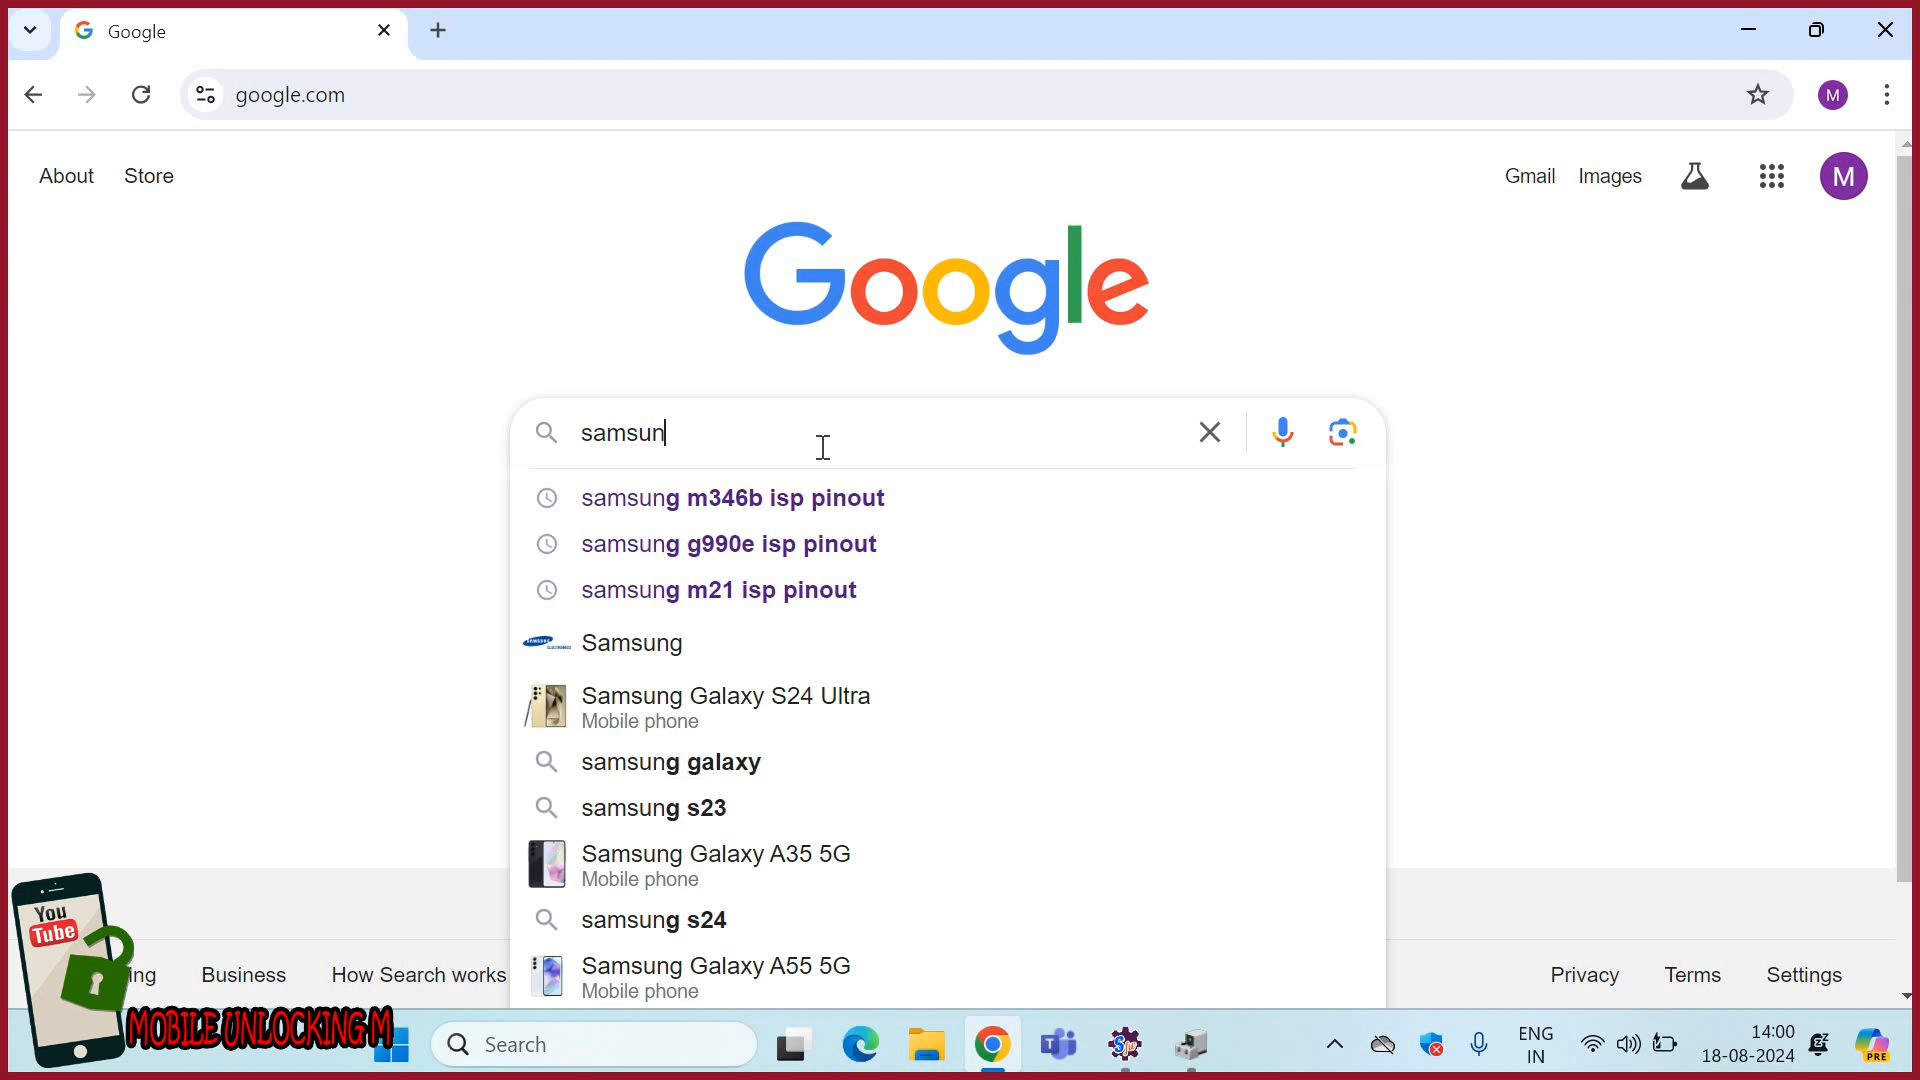 Google
google.com
M
About
Store
Gmail
Images
M
Google
samsun
samsung m346b isp pinout
samsung g990e isp pinout
samsung m21 isp pinout
Samsung
Samsung Galaxy S24 Ultra
Mobile phone
samsung galaxy
samsung s23
Samsung Galaxy A35 5G
Mobile phone
samsung s24
Samsung Galaxy A55 5G
Mobile phone
You
Tube
ing
Business
How Search works
Privacy
Terms
Settings
MOBILE UNLOCKING M
Search
ENG
IN
14:00
18-08-2024
PRE